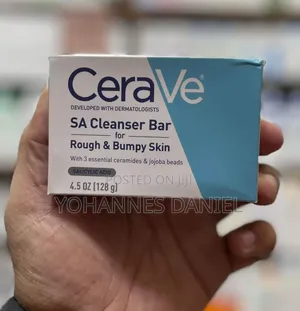 CeraVe®
DEVELOPED WITH DERMATOLOGISTS
SA Cleanser Bar
for
Rough & Bumpy Skin
With 3 essential ceramides & jojoba beads
SALICYLIC ACID
4.5 OZ (128 g)
POSTED ON JIJI
YOHANNES DANIEL